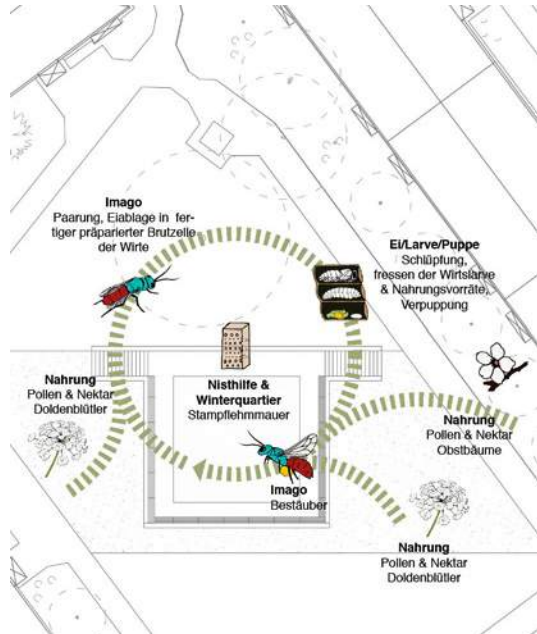 Imago
Paarung, Eiablage in fer-
tiger präparierter Brutzelle
der Wirte
Ei/Larve/Puppe
Schlüpfung,
fressen der Wirtslarve
& Nahrungsvorräte,
Verpuppung
Nahrung
Pollen & Nektar
Doldenblütler
Nisthilfe &
Winterquartier
Stampflehmmauer
Nahrung
Pollen & Nektar
Obstbäume
Imago
Bestäuber
Nahrung
Pollen & Nektar
Doldenblütler